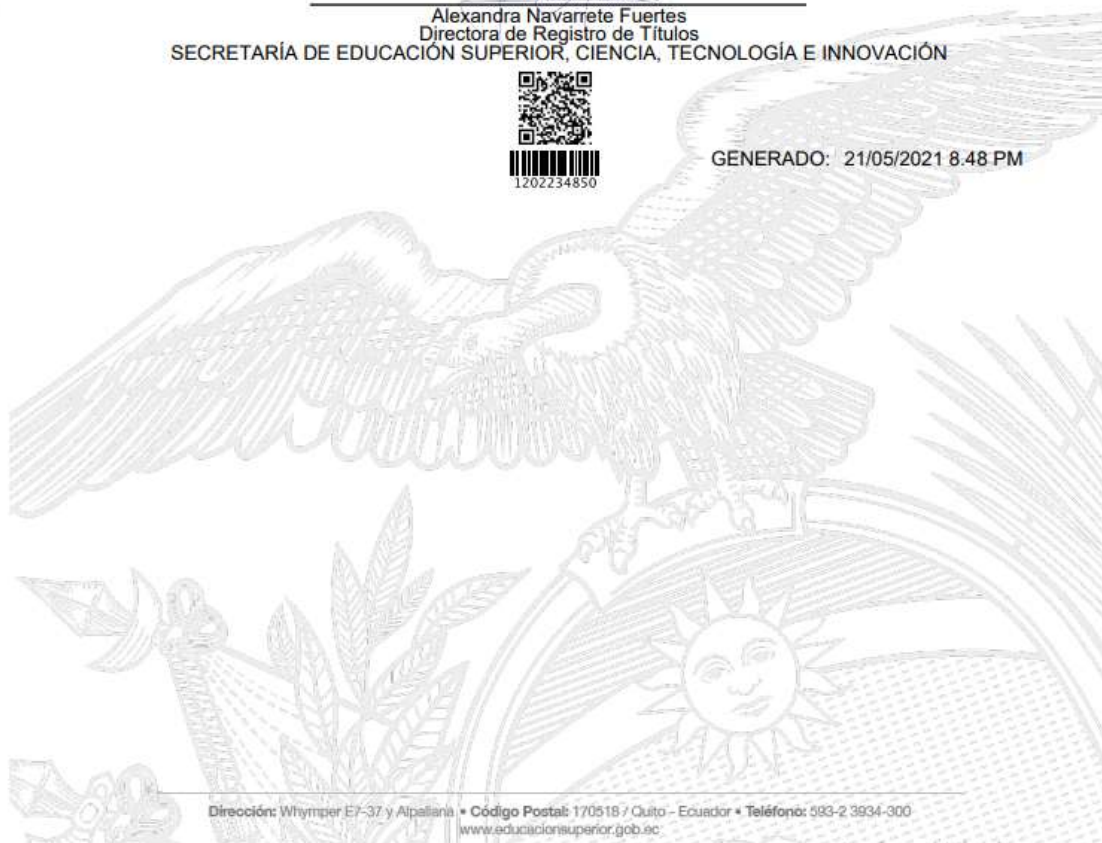 Alexandra Navarrete Fuertes
Directora de Registro de Títulos
SECRETARÍA DE EDUCACIÓN SUPERIOR, CIENCIA, TECNOLOGÍA E INNOVACIÓN
1202234850
GENERADO: 21/05/2021 8.48 PM
Dirección: Whymper E7-37 y Alpallana • Código Postal: 170518 / Quito – Ecuador • Teléfono: 593-2 3934-300
www.educacionsuperior.gob.ec